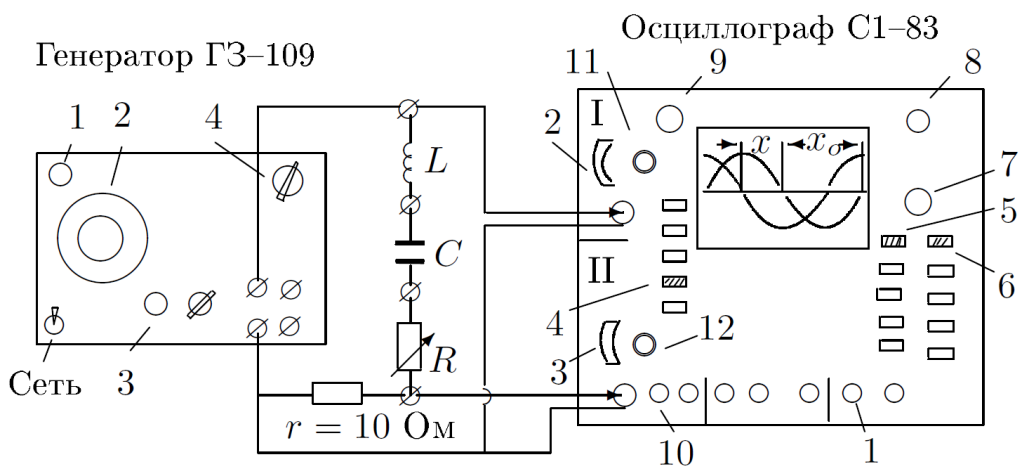 Осциллограф С1–83
Генератор ГЗ–109
1
2
4
L
C
R
3
Сеть
r = 10 Ом
11
9
8
I
2
x
xσ
7
5
II
6
4
3
12
10
1